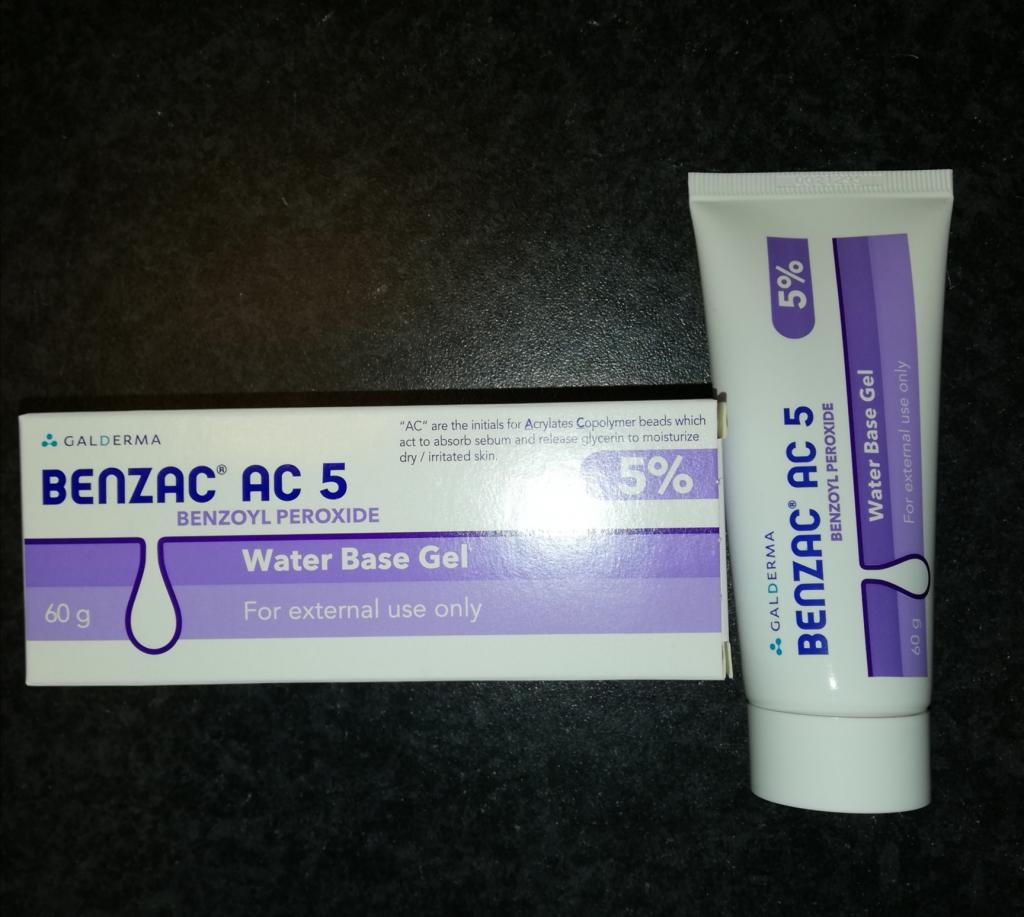 GALDERMA
BENZAC® AC 5
BENZOYL PEROXIDE
"AC" are the initials for Acrylates Copolymer beads which
act to absorb sebum and release glycerin to moisturize
dry / irritated skin.
5%
Water Base Gel
60 g
For external use only
GALDERMA
BENZAC® AC 5
BENZOYL PEROXIDE
5%
Water Base Gel
60 g
For external use only